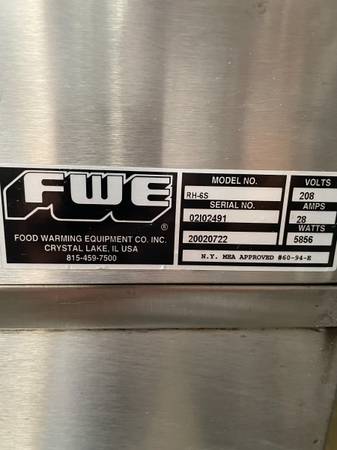 FWE
®
FOOD WARMING EQUIPMENT CO. INC.
CRYSTAL LAKE, IL USA
815-459-7500
MODEL NO.
RH-6S
SERIAL NO.
02I02491
20020722
VOLTS
208
AMPS
28
WATTS
5856
N.Y. MEA APPROVED #60-94-E